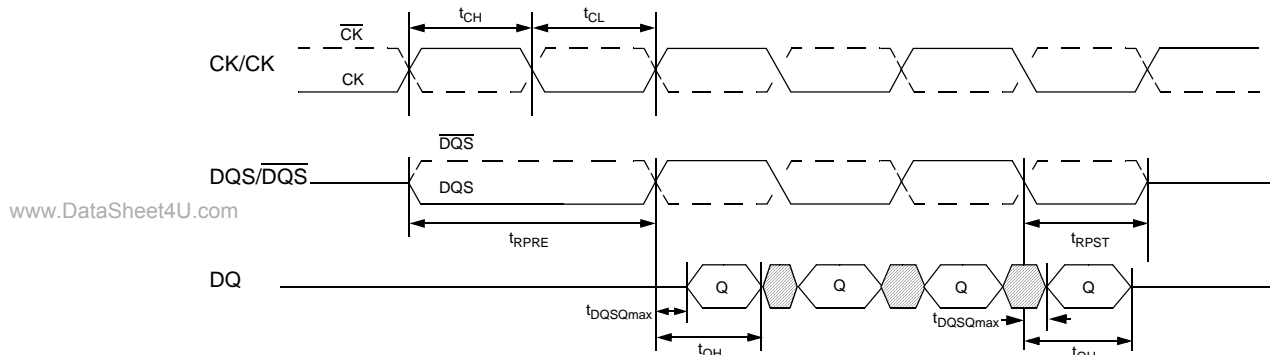 tCH
tCL
CK
CK/CK
CK
DQS
DQS/DQS
DQS
www.DataSheet4U.com
tRPRE
tRPST
DQ
Q
Q
Q
Q
tDQSQmax
tDQSQmax
tQH
tQH